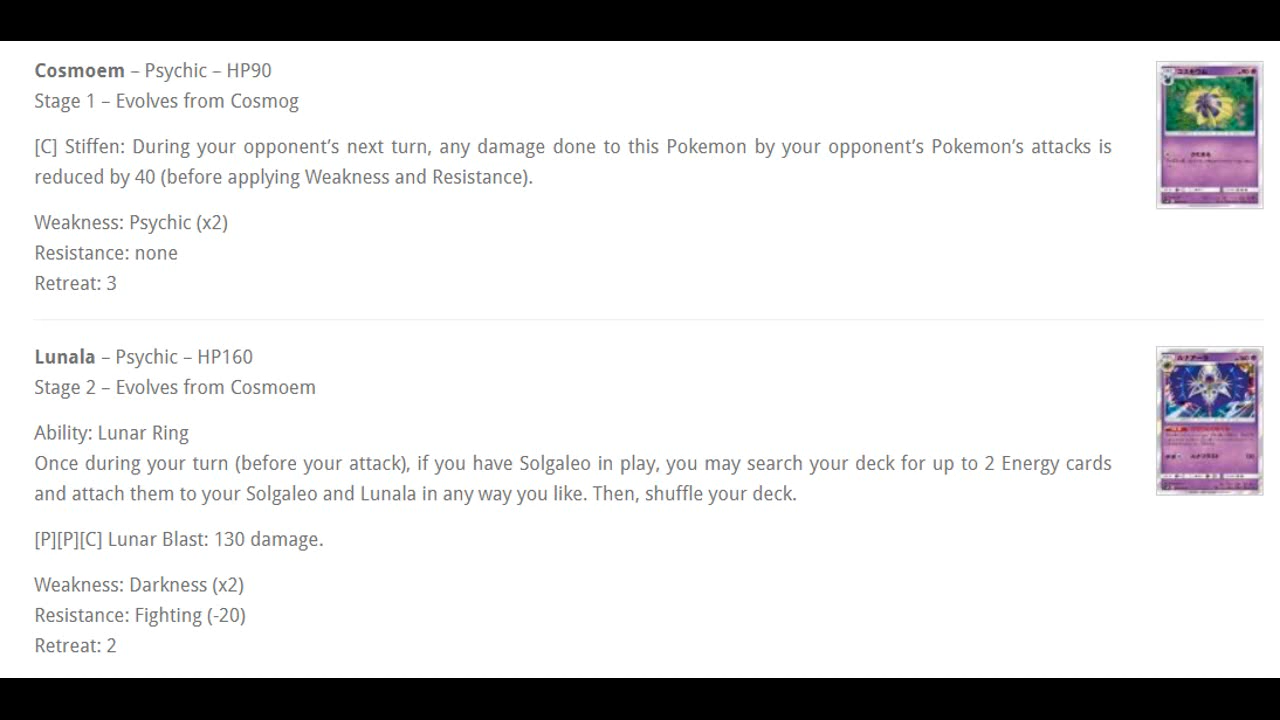 Cosmoem – Psychic – HP90
Stage 1 – Evolves from Cosmog
[C] Stiffen: During your opponent’s next turn, any damage done to this Pokemon by your opponent’s Pokemon’s attacks is
reduced by 40 (before applying Weakness and Resistance).
Weakness: Psychic (x2)
Resistance: none
Retreat: 3
Lunala – Psychic – HP160
Stage 2 – Evolves from Cosmoem
Ability: Lunar Ring
Once during your turn (before your attack), if you have Solgaleo in play, you may search your deck for up to 2 Energy cards
and attach them to your Solgaleo and Lunala in any way you like. Then, shuffle your deck.
[P][P][C] Lunar Blast: 130 damage.
Weakness: Darkness (x2)
Resistance: Fighting (-20)
Retreat: 2